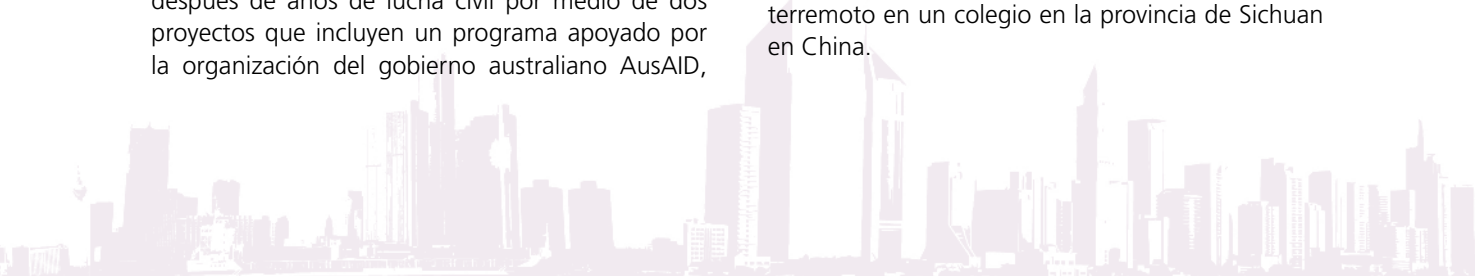 después de años de lucha civil por medio de dos
proyectos que incluyen un programa apoyado por
la organización del gobierno australiano AusAID,
terremoto en un colegio en la provincia de Sichuan
en China.